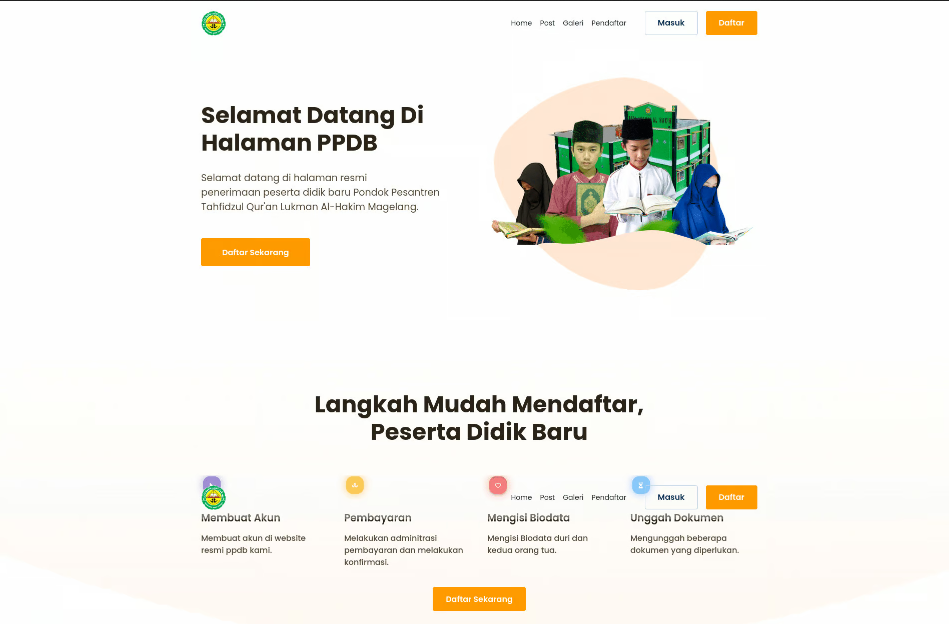 Home Post Galeri Pendaftar Masuk Daftar
Selamat Datang Di
Halaman PPDB
Selamat datang di halaman resmi
penerimaan peserta didik baru Pondok Pesantren
Tahfidzul Qur'an Lukman Al-Hakim Magelang.
Daftar Sekarang
Langkah Mudah Mendaftar,
Peserta Didik Baru
Home Post Galeri Pendaftar Masuk Daftar
Membuat Akun
Membuat akun di website
resmi ppdb kami.
Pembayaran
Melakukan adminitrasi
pembayaran dan melakukan
konfirmasi.
Mengisi Biodata
Mengisi Biodata duri dan
kedua orang tua.
Unggah Dokumen
Mengunggah beberapa
dokumen yang diperlukan.
Daftar Sekarang